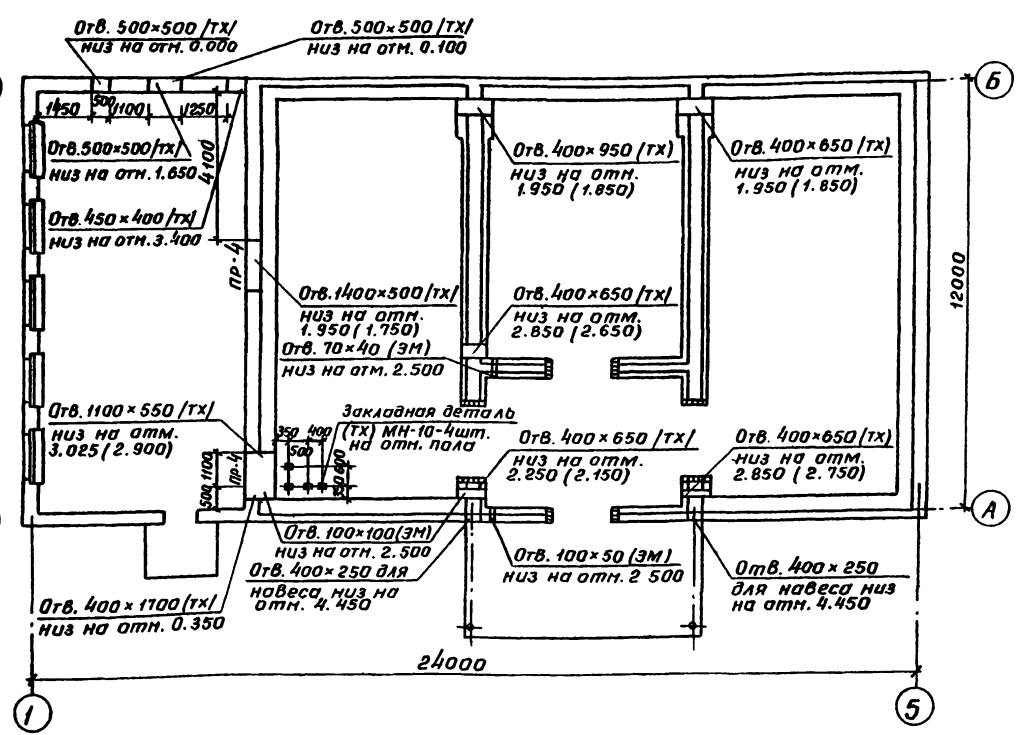 Отв. 500×500 /ТХ/
низ на отм. 0.000
Отв. 500×500 /ТХ/
низ на отм. 0.100
Б
1450
500
1100
1250
Отв.500×500/ТХ/
низ на отм.1.650
4100
Отв.450×400/ТХ/
низ на отм.3.400
Отв. 400×950 (ТХ)
низ на отм.
1.950 (1.850)
Отв. 400×650 /ТХ)
низ на отм.
1.950 (1.850)
ПР-4
12000
Отв.1400×500/ТХ/
низ на отм.
1.950 (1.750)
Отв.400×650/ТХ/
низ на отм.
2.850 (2.650)
Отв. 70×40 (ЭМ)
низ на отм. 2.500
Отв. 1100×550 /ТХ/
низ на отм.
3.025 (2.900)
Закладная деталь
(ТХ) МН-10-4шт.
на отм. пола
350
400
500
600
350
1100
ПР-4
500
Отв. 400×650 /ТХ/
низ на отм.
2.250 (2.150)
Отв. 400×650(ТХ)
низ на отм.
2.850 (2.750)
А
Отв. 100×100(ЭМ)
низ на отм. 2.500
Отв. 400×250 для
навеса низ на
отм. 4.450
Отв. 100×50 (ЭМ)
низ на отм. 2 500
Отв. 400×250
для навеса низ
на отм. 4.450
Отв. 400×1700(ТХ/
низ на отм. 0.350
24000
1
5